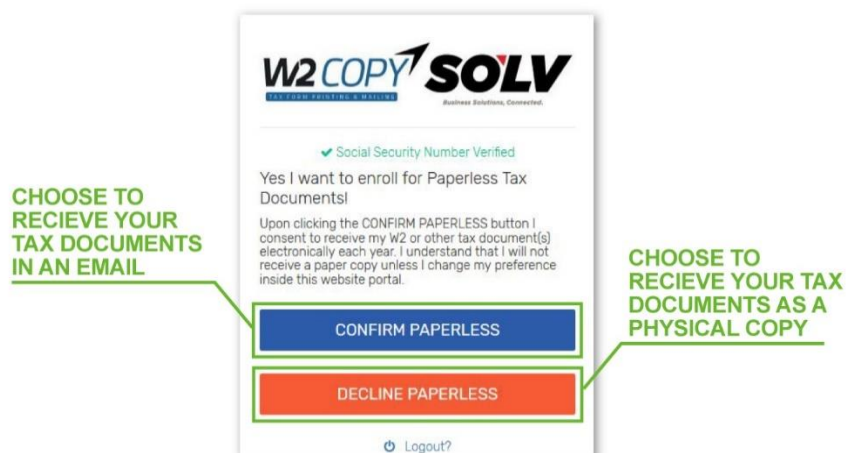 W2 COPY
TAX FORM PRINTING & MAILING
SOLV
Business Solutions, Connected.
Social Security Number Verified
Yes I want to enroll for Paperless Tax
Documents!
Upon clicking the CONFIRM PAPERLESS button I
consent to receive my W2 or other tax document(s)
electronically each year. I understand that I will not
receive a paper copy unless I change my preference
inside this website portal.
CHOOSE TO
RECIEVE YOUR
TAX DOCUMENTS
IN AN EMAIL
CONFIRM PAPERLESS
CHOOSE TO
RECIEVE YOUR TAX
DOCUMENTS AS A
PHYSICAL COPY
DECLINE PAPERLESS
Logout?